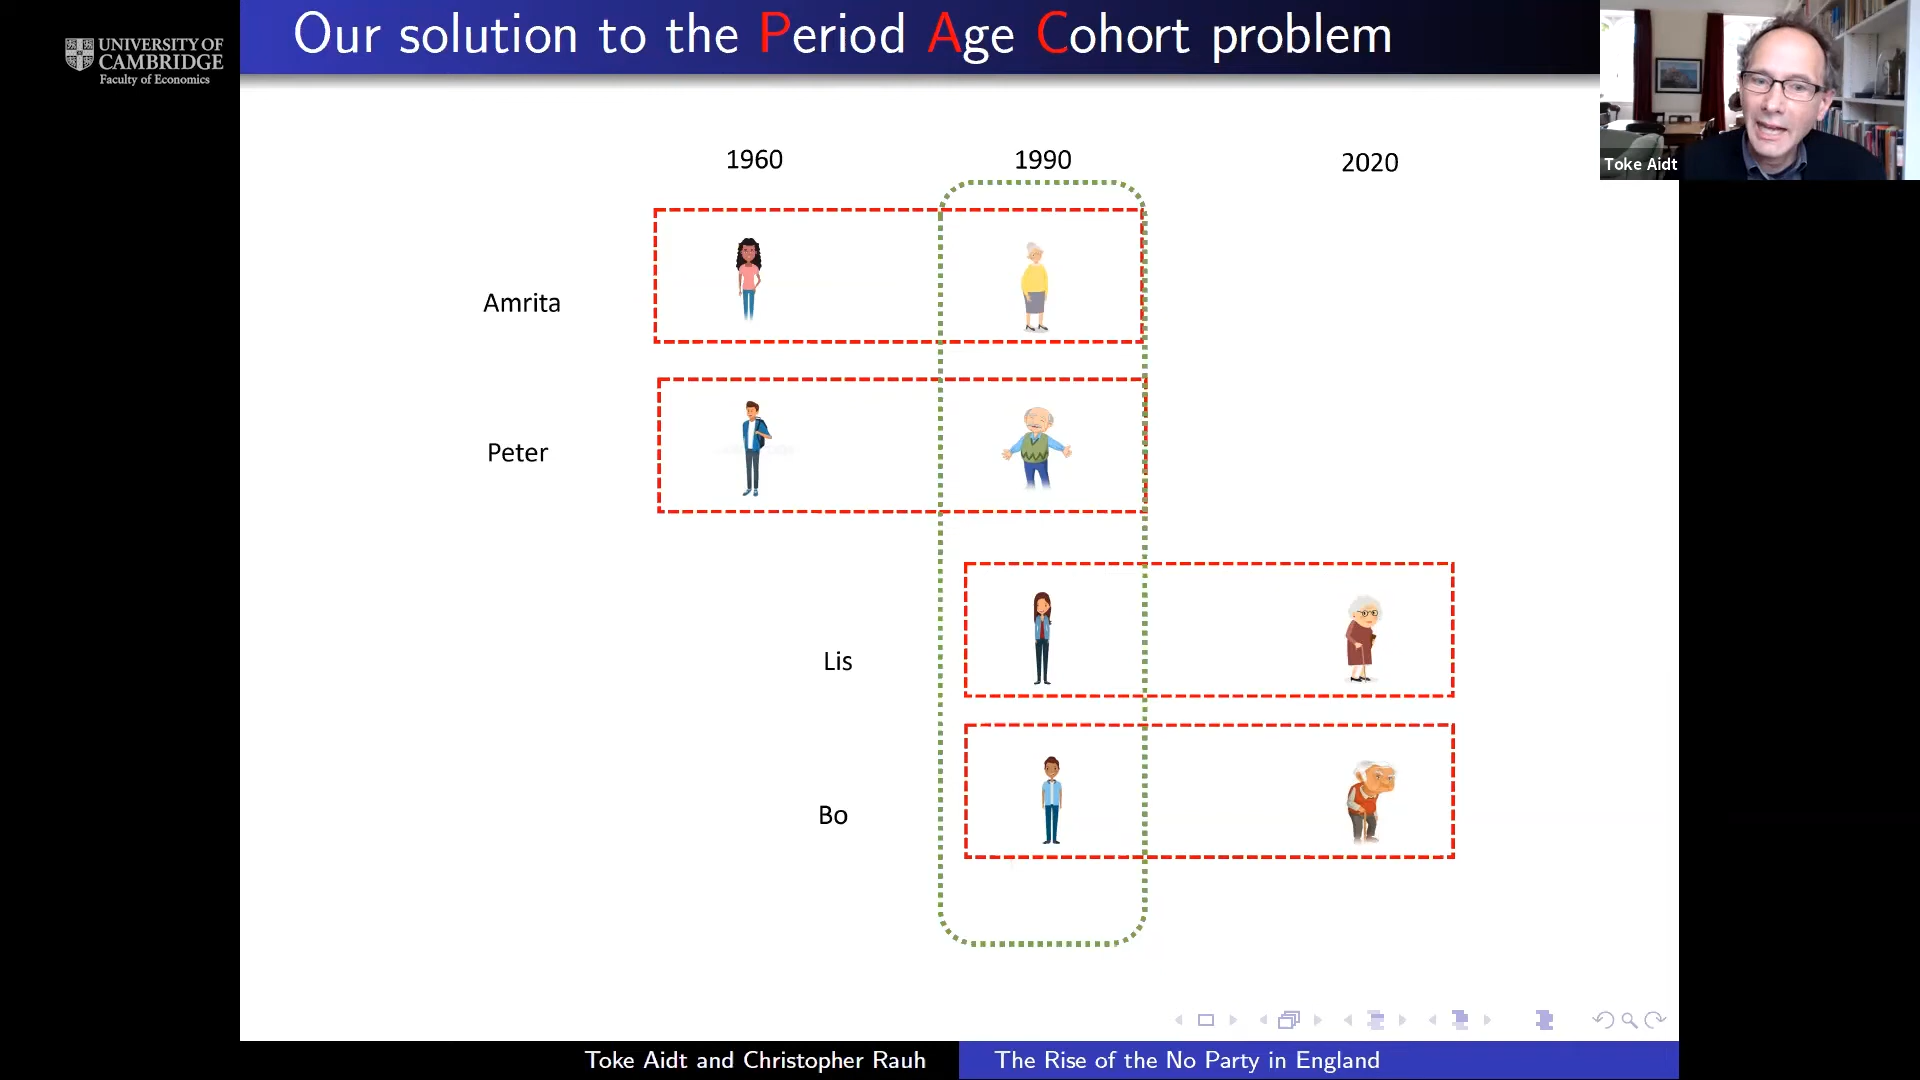 UNIVERSITY OF
CAMBRIDGE
Faculty of Economics
Our solution to the Period Age Cohort problem
Toke Aidt
1960 1990 2020
Amrita
Peter
Lis
Bo
Toke Aidt and Christopher Rauh The Rise of the No Party in England